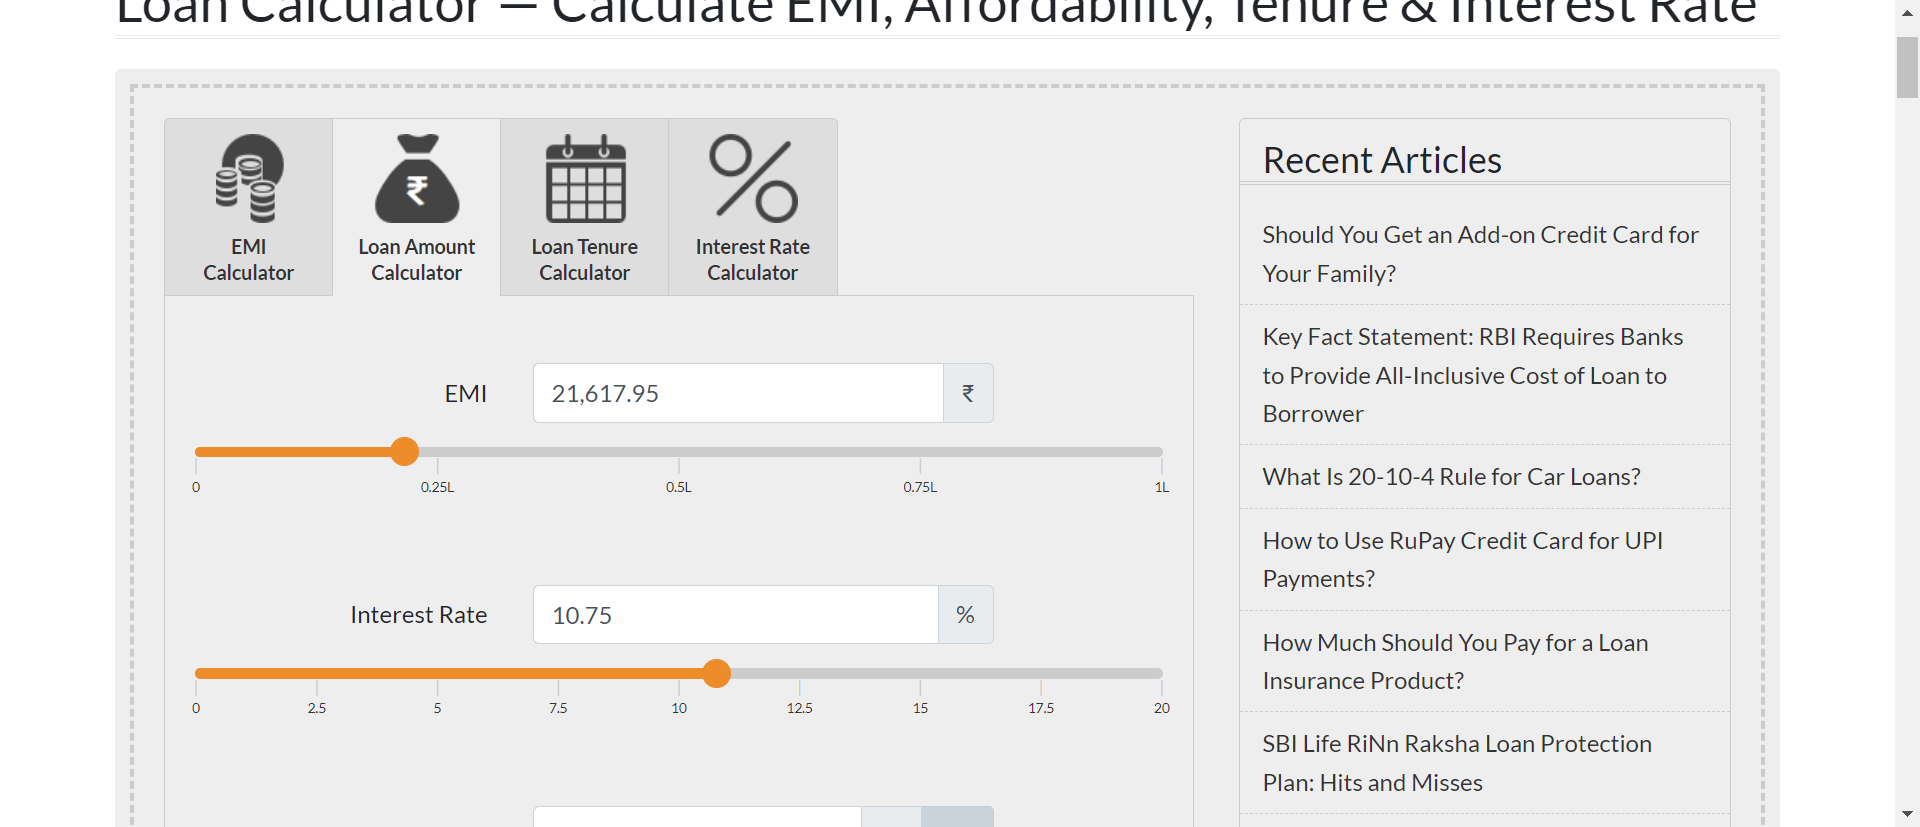 Loan Calculator — Calculate EMI, Affordability, Tenure & Interest Rate
EMI
Calculator
₹
Loan Amount
Calculator
Loan Tenure
Calculator
Interest Rate
Calculator
EMI
21,617.95
₹
0
0.25L
0.5L
0.75L
1L
Interest Rate
10.75
%
0
2.5
5
7.5
10
12.5
15
17.5
20
Recent Articles
Should You Get an Add-on Credit Card for
Your Family?
Key Fact Statement: RBI Requires Banks
to Provide All-Inclusive Cost of Loan to
Borrower
What Is 20-10-4 Rule for Car Loans?
How to Use RuPay Credit Card for UPI
Payments?
How Much Should You Pay for a Loan
Insurance Product?
SBI Life RiNn Raksha Loan Protection
Plan: Hits and Misses